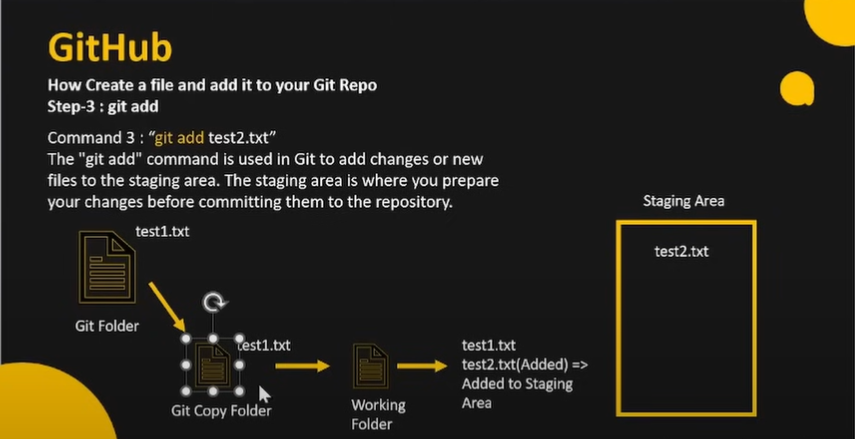 GitHub
How Create a file and add it to your Git Repo
Step-3 : git add
Command 3 : “git add test2.txt”
The "git add" command is used in Git to add changes or new
files to the staging area. The staging area is where you prepare
your changes before committing them to the repository.
Staging Area
test2.txt
test1.txt
Git Folder
test1.txt
Git Copy Folder
Working
Folder
test1.txt
test2.txt(Added) =>
Added to Staging
Area